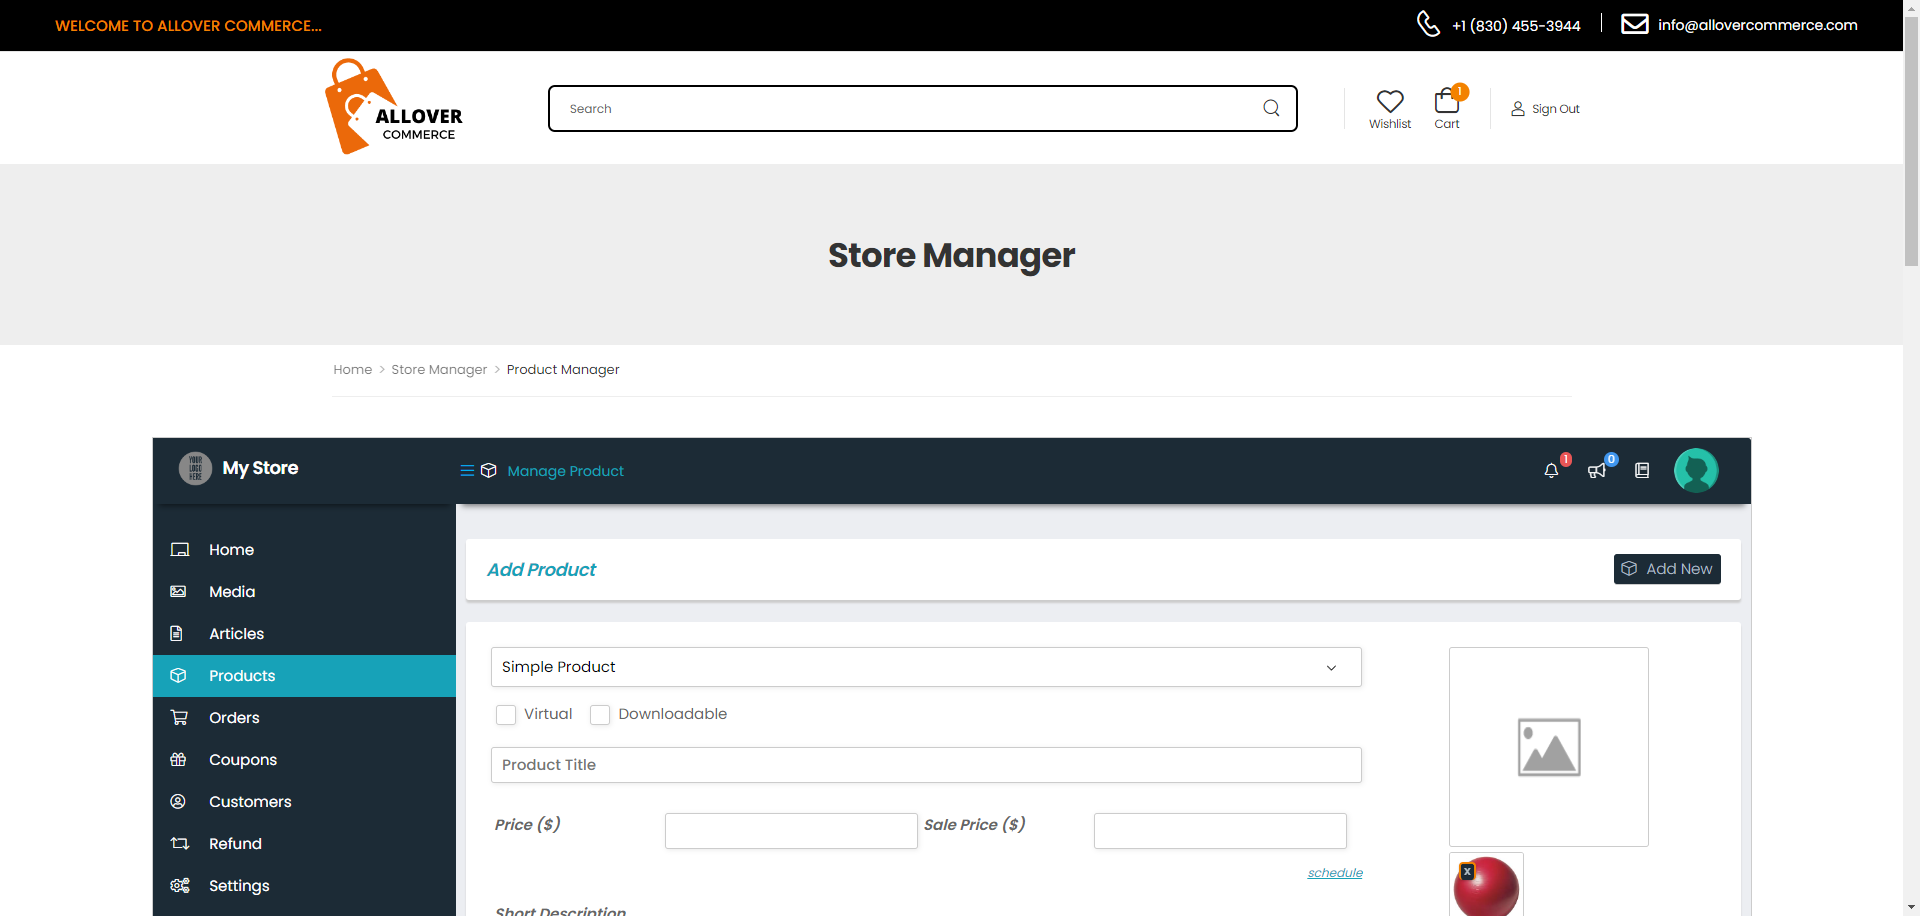 WELCOME TO ALLOVER COMMERCE...
+1 (830) 455-3944
info@allovercommerce.com
ALLOVER
COMMERCE
Search
Wishlist
1
Cart
Sign Out
Store Manager
Home > Store Manager > Product Manager
YOUR
LOGO
HERE
My Store
Manage Product
1
0
Home
Media
Articles
Products
Orders
Coupons
Customers
Refund
Settings
Add Product
Add New
Simple Product
Virtual
Downloadable
Product Title
Price ($)
Sale Price ($)
schedule
x
Short Description